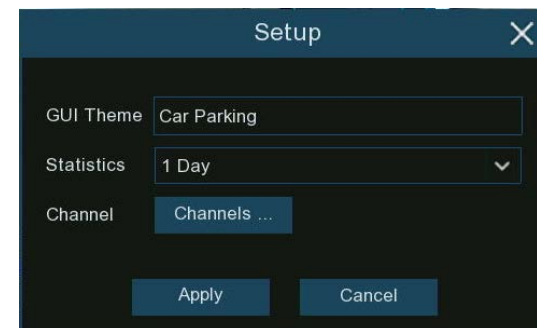 Setup
GUI Theme Car Parking
Statistics 1 Day
Channel Channels ...
Apply Cancel